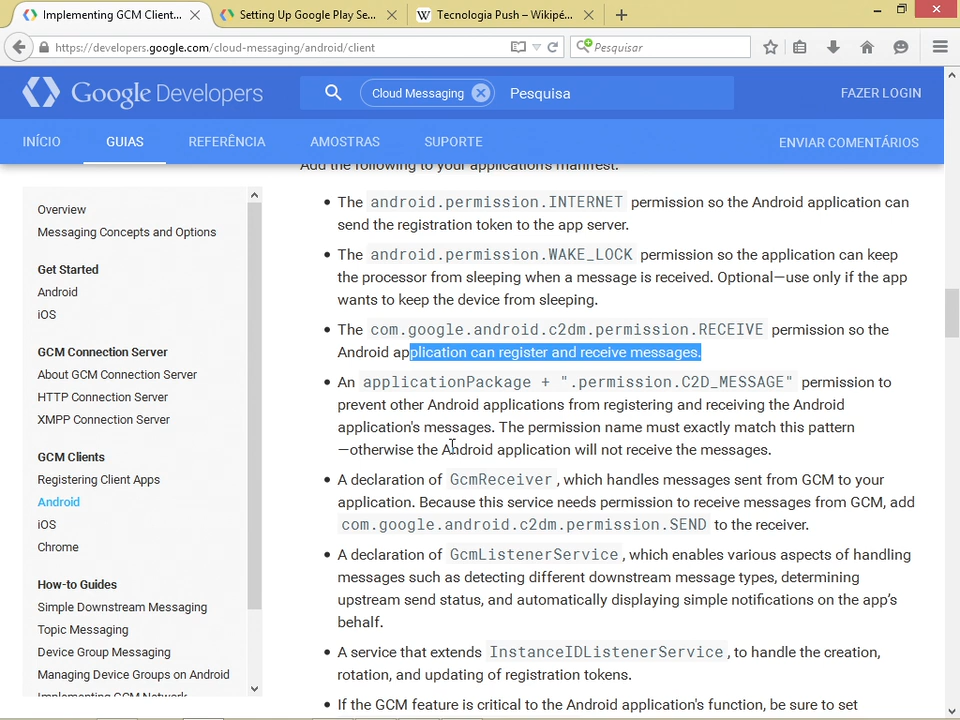 Implementing GCM Client...
Setting Up Google Play Se...
W Tecnologia Push – Wikipé...
https://developers.google.com/cloud-messaging/android/client
Pesquisar
Google Developers
Cloud Messaging
Pesquisa
FAZER LOGIN
INÍCIO
GUIAS
REFERÊNCIA
AMOSTRAS
SUPORTE
ENVIAR COMENTÁRIOS
Overview
Messaging Concepts and Options
Get Started
Android
iOS
GCM Connection Server
About GCM Connection Server
HTTP Connection Server
XMPP Connection Server
GCM Clients
Registering Client Apps
Android
iOS
Chrome
How-to Guides
Simple Downstream Messaging
Topic Messaging
Device Group Messaging
Managing Device Groups on Android
Implementing GCM Network
Add the following to your application's manifest:
• The android.permission.INTERNET permission so the Android application can
send the registration token to the app server.
• The android.permission.WAKE_LOCK permission so the application can keep
the processor from sleeping when a message is received. Optional—use only if the app
wants to keep the device from sleeping.
• The com.google.android.c2dm.permission.RECEIVE permission so the
Android application can register and receive messages.
• An applicationPackage + ".permission.C2D_MESSAGE" permission to
prevent other Android applications from registering and receiving the Android
application's messages. The permission name must exactly match this pattern
—otherwise the Android application will not receive the messages.
• A declaration of GcmReceiver, which handles messages sent from GCM to your
application. Because this service needs permission to receive messages from GCM, add
com.google.android.c2dm.permission.SEND to the receiver.
• A declaration of GcmListenerService, which enables various aspects of handling
messages such as detecting different downstream message types, determining
upstream send status, and automatically displaying simple notifications on the app’s
behalf.
• A service that extends InstanceIDListenerService, to handle the creation,
rotation, and updating of registration tokens.
• If the GCM feature is critical to the Android application's function, be sure to set